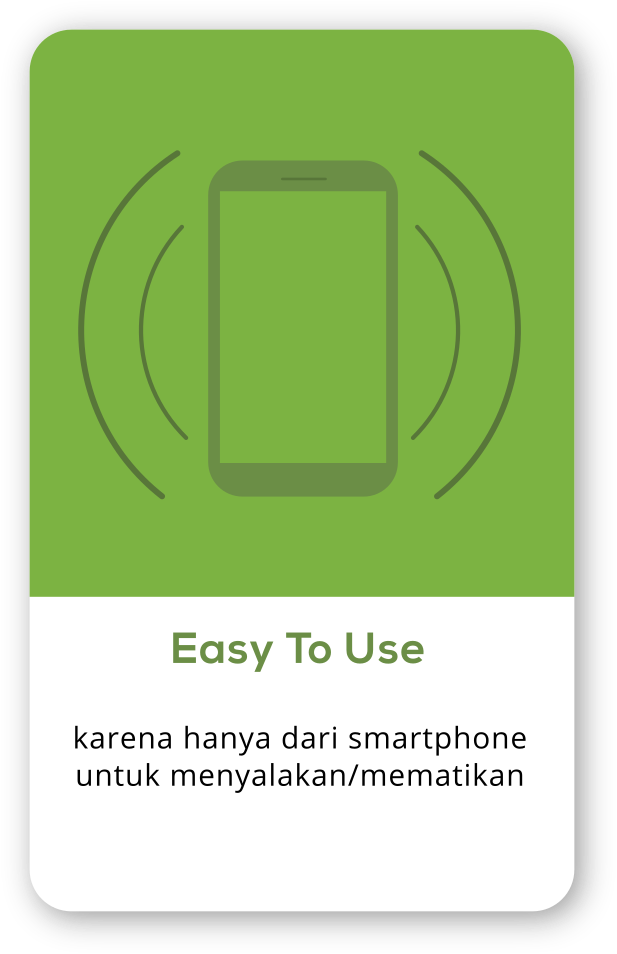 Easy To Use
karena hanya dari smartphone
untuk menyalakan/mematikan